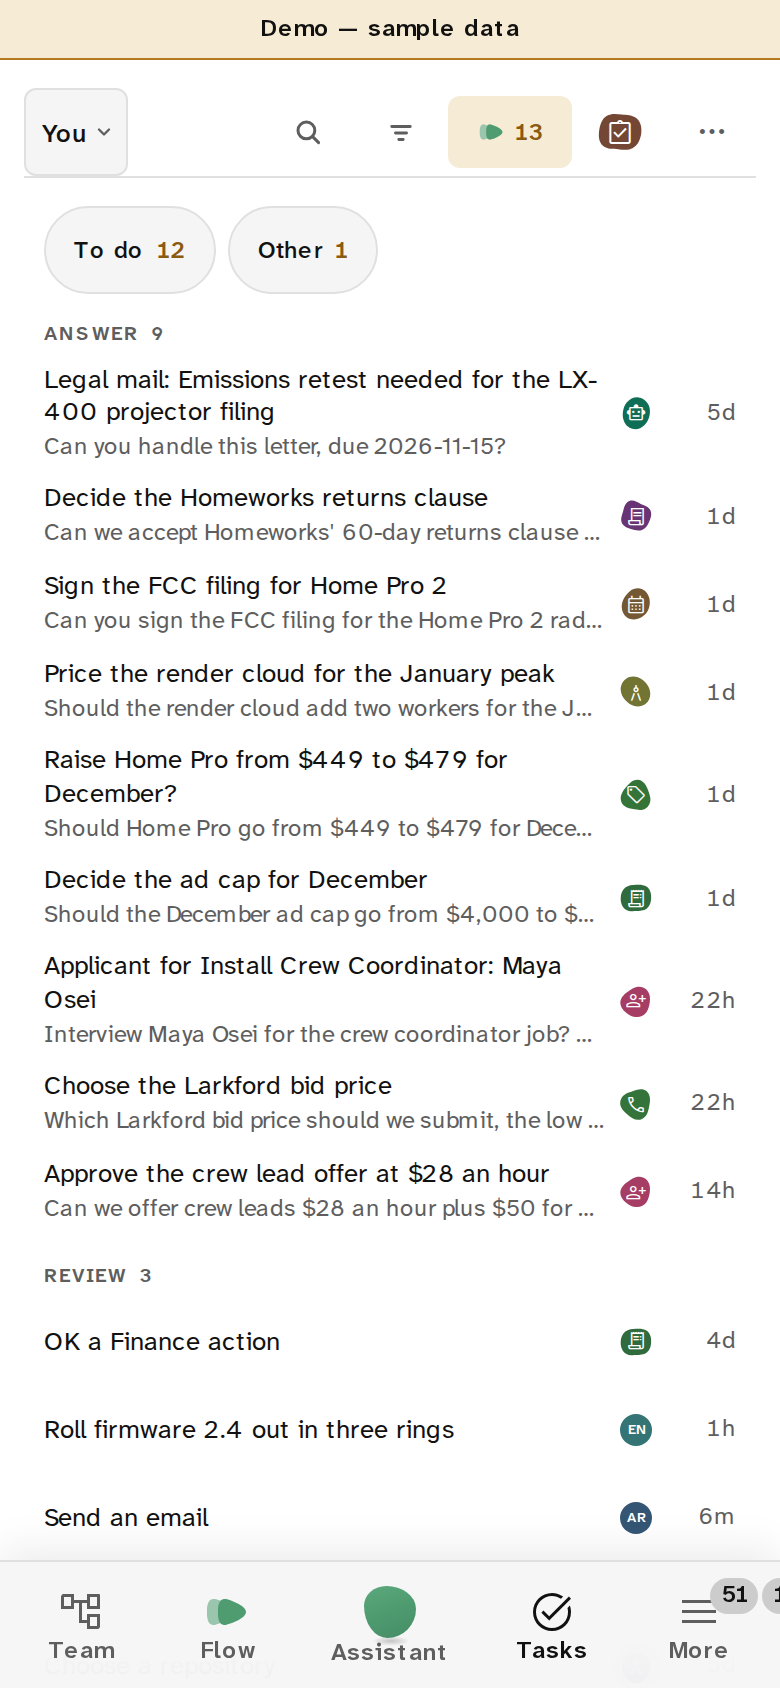 Demo — sample data
You
13
To do 12
Other 1
ANSWER 9
Legal mail: Emissions retest needed for the LX-
400 projector filing
5d
Can you handle this letter, due 2026-11-15?
Decide the Homeworks returns clause
1d
Can we accept Homeworks' 60-day returns clause ...
Sign the FCC filing for Home Pro 2
1d
Can you sign the FCC filing for the Home Pro 2 rad...
Price the render cloud for the January peak
1d
Should the render cloud add two workers for the J...
Raise Home Pro from $449 to $479 for
December?
1d
Should Home Pro go from $449 to $479 for Dece...
Decide the ad cap for December
1d
Should the December ad cap go from $4,000 to $...
Applicant for Install Crew Coordinator: Maya
Osei
22h
Interview Maya Osei for the crew coordinator job? ...
Choose the Larkford bid price
22h
Which Larkford bid price should we submit, the low ...
Approve the crew lead offer at $28 an hour
14h
Can we offer crew leads $28 an hour plus $50 for ...
REVIEW 3
OK a Finance action
4d
Roll firmware 2.4 out in three rings
EN
1h
Send an email
AR
6m
51
Team
Flow
Assistant
Tasks
More
Choose a repository